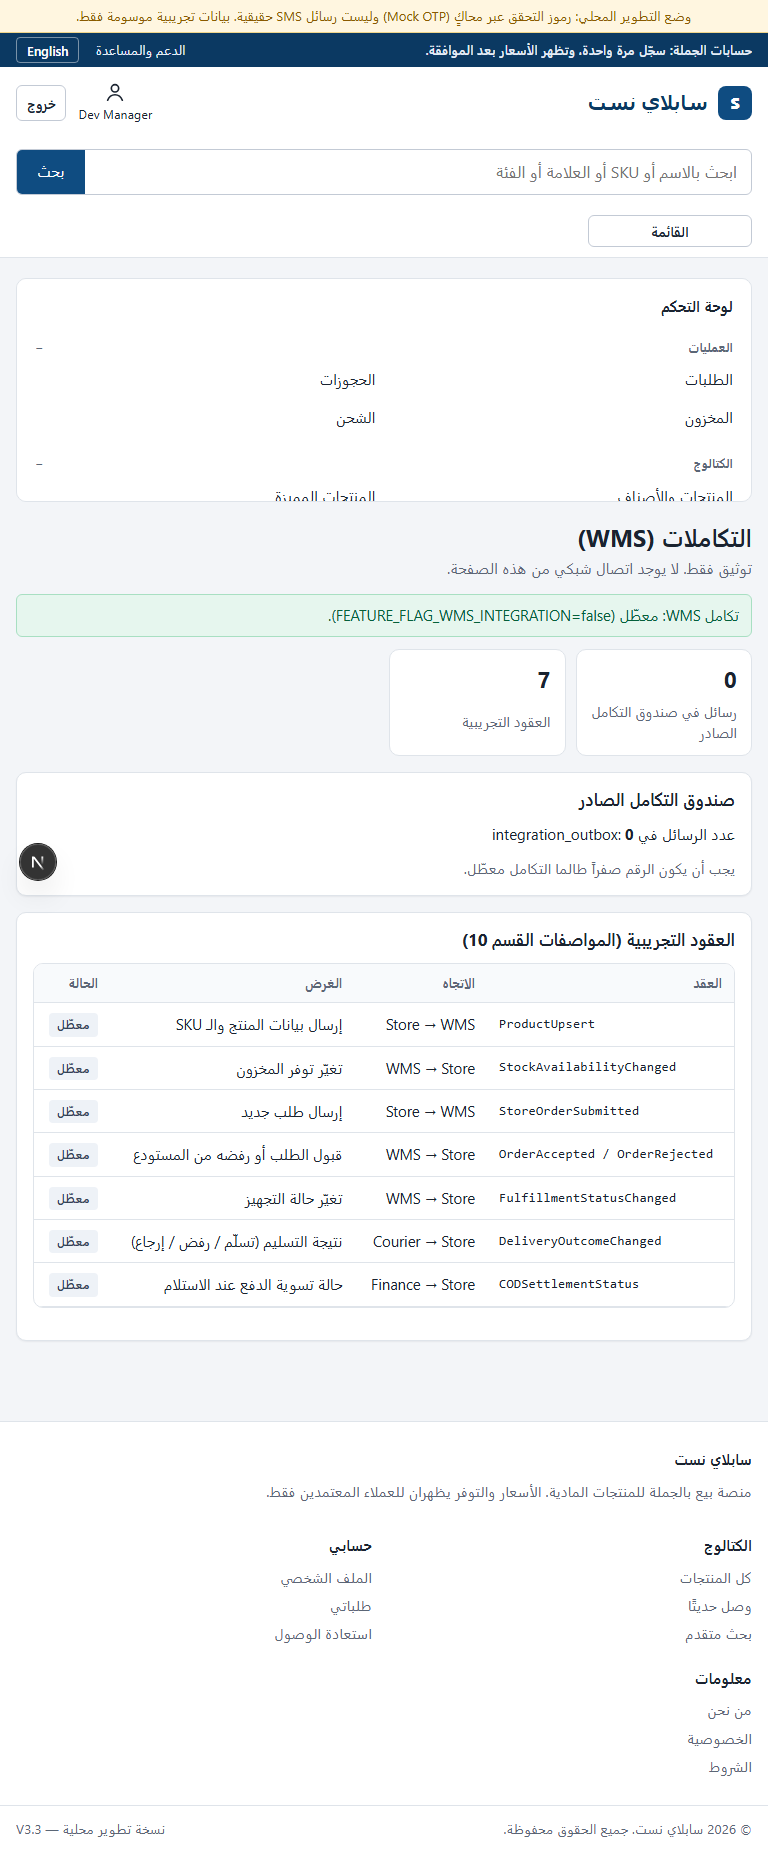 وضع التطوير المحلي: رموز التحقق عبر محاكٍ (Mock OTP) وليست رسائل SMS حقيقية. بيانات تجريبية موسومة فقط.
حسابات الجملة: سجّل مرة واحدة، وتظهر الأسعار بعد الموافقة.
الدعم والمساعدة
English
S
سابلاي نست
Dev Manager
خروج
ابحث بالاسم أو SKU أو العلامة أو الفئة
بحث
القائمة
لوحة التحكم
العمليات –
الطلبات الحجوزات
المخزون الشحن
الكتالوج –
المنتجات والأصناف المنتجات المميزة
التكاملات (WMS)
توثيق فقط. لا يوجد اتصال شبكي من هذه الصفحة.
تكامل WMS: معطّل (FEATURE_FLAG_WMS_INTEGRATION=false).
0
رسائل في صندوق التكامل
الصادر
7
العقود التجريبية
صندوق التكامل الصادر
عدد الرسائل في integration_outbox: 0
يجب أن يكون الرقم صفراً طالما التكامل معطّل.
N
العقود التجريبية (المواصفات القسم 10)
العقد الاتجاه الغرض الحالة
ProductUpsert Store → WMS إرسال بيانات المنتج والـ SKU معطّل
StockAvailabilityChanged WMS → Store تغيّر توفر المخزون معطّل
StoreOrderSubmitted Store → WMS إرسال طلب جديد معطّل
OrderAccepted / OrderRejected WMS → Store قبول الطلب أو رفضه من المستودع معطّل
FulfillmentStatusChanged WMS → Store تغيّر حالة التجهيز معطّل
DeliveryOutcomeChanged Courier → Store نتيجة التسليم (تسلّم / رفض / إرجاع) معطّل
CODSettlementStatus Finance → Store حالة تسوية الدفع عند الاستلام معطّل
سابلاي نست
منصة بيع بالجملة للمنتجات المادية. الأسعار والتوفر يظهران للعملاء المعتمدين فقط.
الكتالوج
كل المنتجات
وصل حديثًا
بحث متقدم
حسابي
الملف الشخصي
طلباتي
استعادة الوصول
معلومات
من نحن
الخصوصية
الشروط
© 2026 سابلاي نست. جميع الحقوق محفوظة.
نسخة تطوير محلية — V3.3